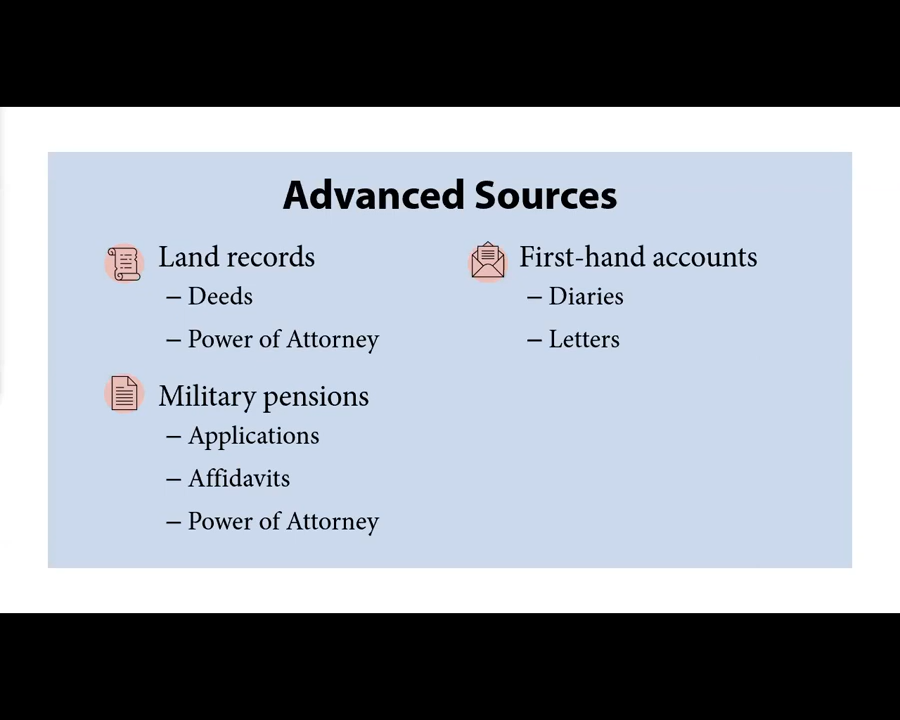 Advanced Sources
Land records
– Deeds
– Power of Attorney
Military pensions
– Applications
– Affidavits
– Power of Attorney
First-hand accounts
– Diaries
– Letters